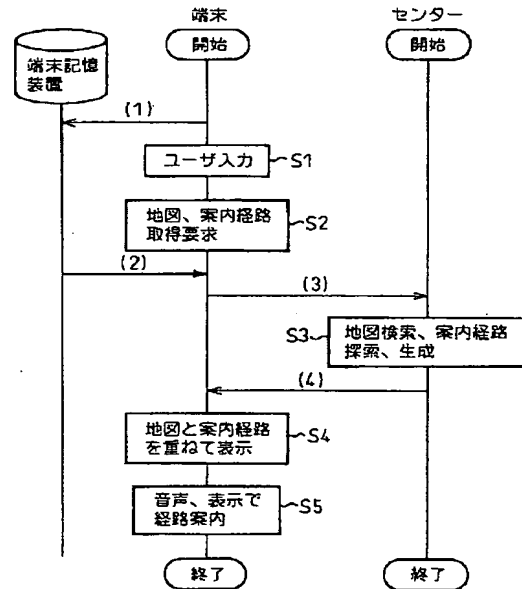 端末
センター
開始
開始
端末記憶
装置
(1)
ユーザ入力
S1
地図、案内経路
取得要求
S2
(2)
(3)
S3
地図検索、案内経路
探索、生成
(4)
地図と案内経路
を重ねて表示
S4
音声、表示で
経路案内
S5
終了
終了